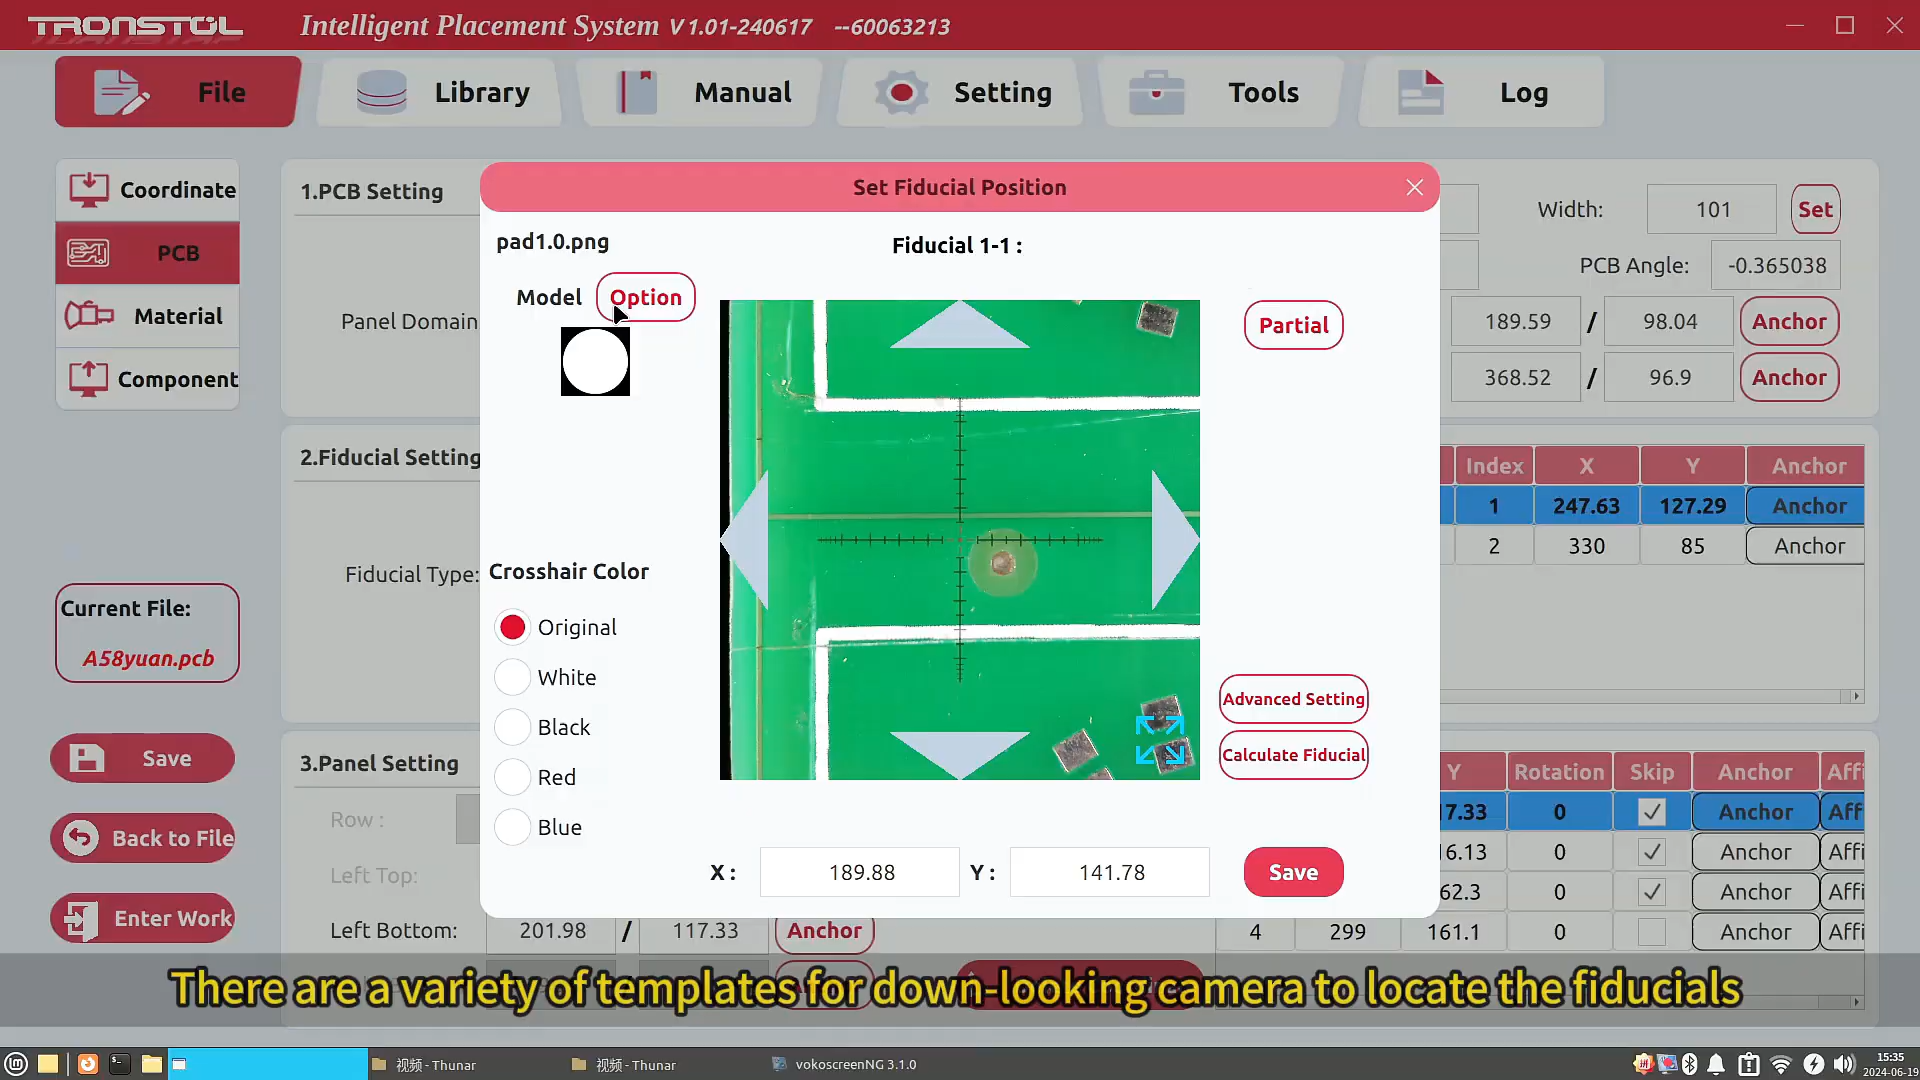 TRONSTOL
Intelligent Placement System V 1.01-240617 --60063213
File
Library
Manual
Setting
Tools
Log
Coordinate
PCB
Material
Component
Current File:
A58yuan.pcb
Save
Back to File
Enter Work
1.PCB Setting
Panel Domain
Width:
101
Set
PCB Angle:
-0.365038
189.59 / 98.04 Anchor
368.52 / 96.9 Anchor
2.Fiducial Setting
Fiducial Type:
Index X Y Anchor
1 247.63 127.29 Anchor
2 330 85 Anchor
3.Panel Setting
Row :
Left Top:
Left Bottom: 201.98 / 117.33 Anchor
Y Rotation Skip Anchor Affi
17.33 0 Anchor Aff
16.13 0 Anchor Affi
62.3 0 Anchor Affi
4 299 161.1 0 Anchor Affi
Set Fiducial Position
pad1.0.png
Fiducial 1-1 :
Model Option
Partial
Crosshair Color
Original
White
Black
Red
Blue
Advanced Setting
Calculate Fiducial
X : 189.88 Y : 141.78 Save
There are a variety of templates for down-looking camera to locate the fiducials
视频 - Thunar
视频 - Thunar
vokoscreenNG 3.1.0
15:35
2024-06-19